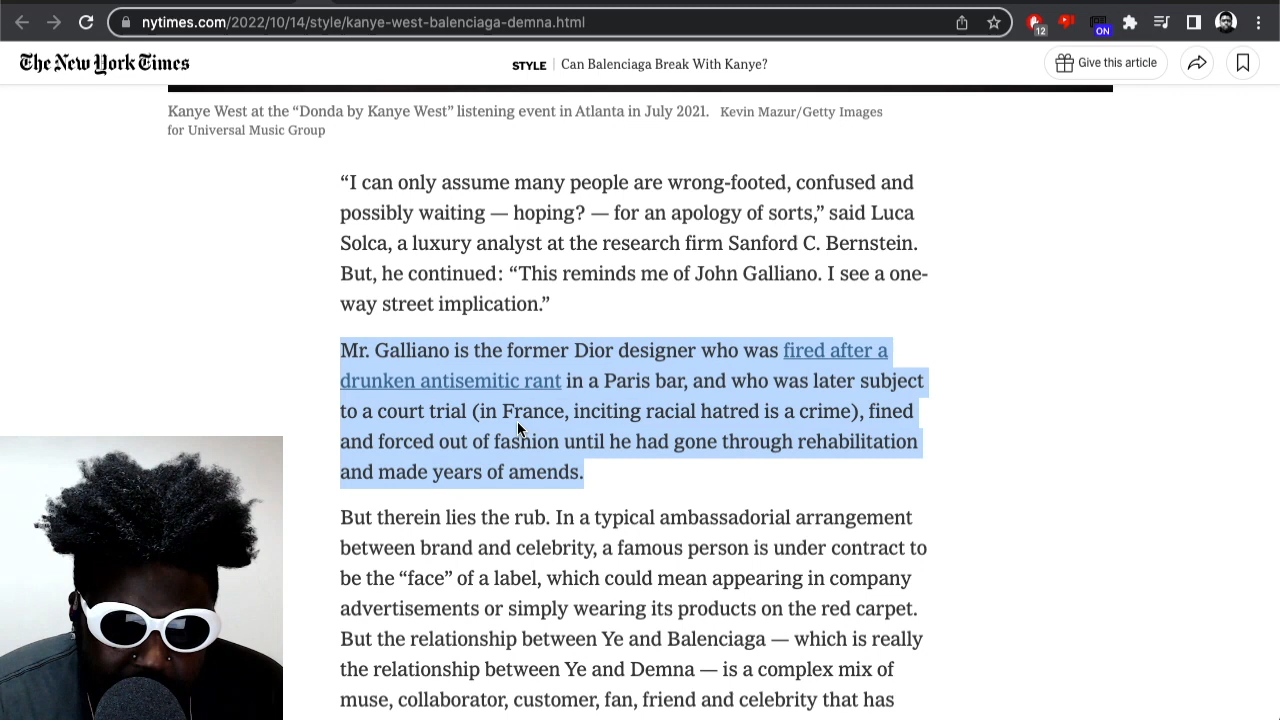 nytimes.com/2022/10/14/style/kanye-west-balenciaga-demna.html
12
ON
The New York Times
STYLE | Can Balenciaga Break With Kanye?
Give this article
Kanye West at the “Donda by Kanye West” listening event in Atlanta in July 2021. Kevin Mazur/Getty Images
for Universal Music Group
“I can only assume many people are wrong-footed, confused and
possibly waiting — hoping? — for an apology of sorts,” said Luca
Solca, a luxury analyst at the research firm Sanford C. Bernstein.
But, he continued: “This reminds me of John Galliano. I see a one-
way street implication.”
Mr. Galliano is the former Dior designer who was fired after a
drunken antisemitic rant in a Paris bar, and who was later subject
to a court trial (in France, inciting racial hatred is a crime), fined
and forced out of fashion until he had gone through rehabilitation
and made years of amends.
But therein lies the rub. In a typical ambassadorial arrangement
between brand and celebrity, a famous person is under contract to
be the “face” of a label, which could mean appearing in company
advertisements or simply wearing its products on the red carpet.
But the relationship between Ye and Balenciaga — which is really
the relationship between Ye and Demna — is a complex mix of
muse, collaborator, customer, fan, friend and celebrity that has